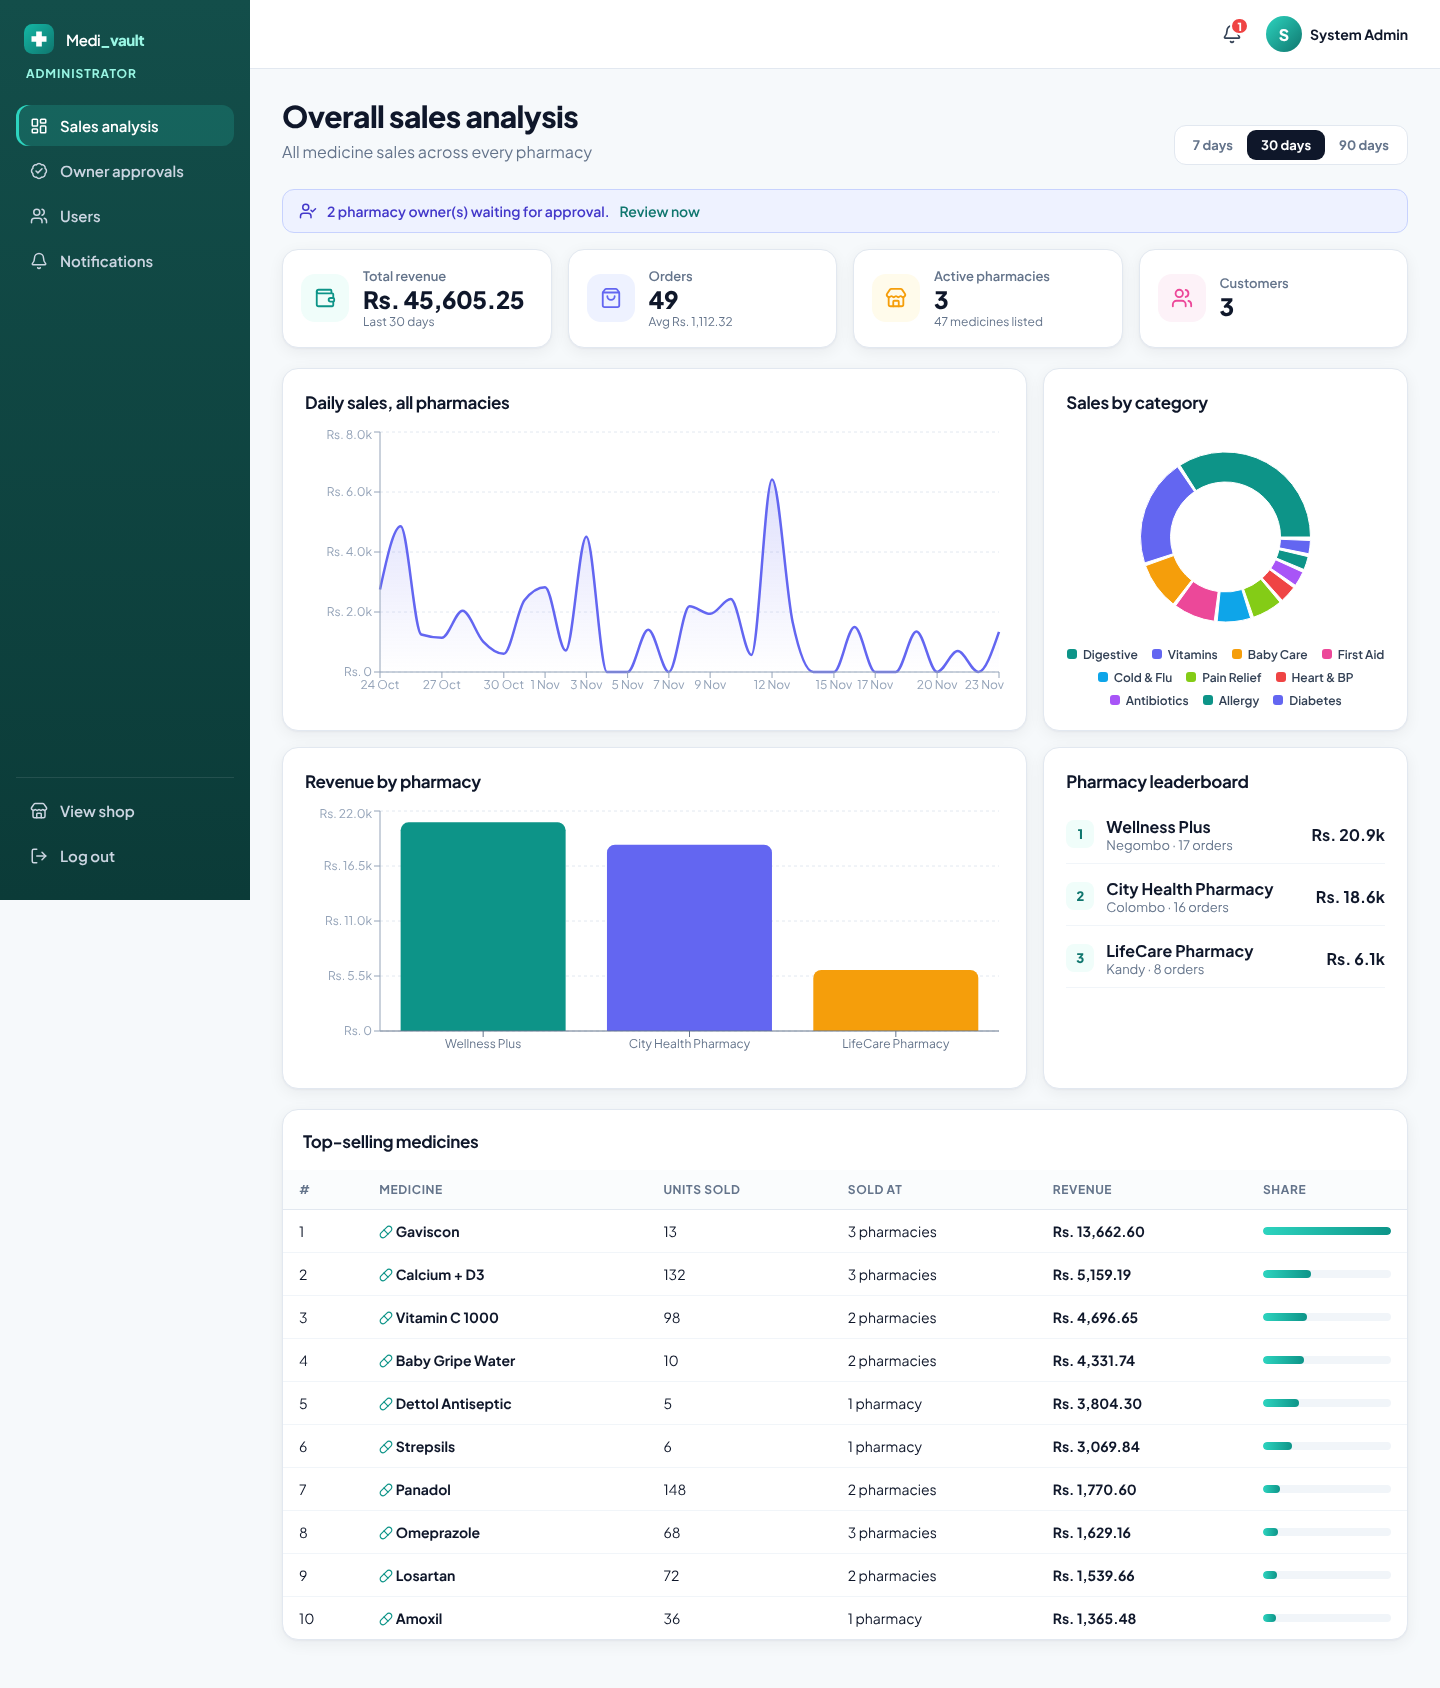 Medi_vault
ADMINISTRATOR
Sales analysis
Owner approvals
Users
Notifications
View shop
Log out
1
S
System Admin
Overall sales analysis
All medicine sales across every pharmacy
7 days 30 days 90 days
2 pharmacy owner(s) waiting for approval. Review now
Total revenue
Rs. 45,605.25
Last 30 days
Orders
49
Avg Rs. 1,112.32
Active pharmacies
3
47 medicines listed
Customers
3
Daily sales, all pharmacies
Rs. 8.0k
Rs. 6.0k
Rs. 4.0k
Rs. 2.0k
Rs. 0
24 Oct 27 Oct 30 Oct 1 Nov 3 Nov 5 Nov 7 Nov 9 Nov 12 Nov 15 Nov 17 Nov 20 Nov 23 Nov
Sales by category
Digestive Vitamins Baby Care First Aid
Cold & Flu Pain Relief Heart & BP
Antibiotics Allergy Diabetes
Revenue by pharmacy
Rs. 22.0k
Rs. 16.5k
Rs. 11.0k
Rs. 5.5k
Rs. 0
Wellness Plus City Health Pharmacy LifeCare Pharmacy
Pharmacy leaderboard
1 Wellness Plus Rs. 20.9k
Negombo · 17 orders
2 City Health Pharmacy Rs. 18.6k
Colombo · 16 orders
3 LifeCare Pharmacy Rs. 6.1k
Kandy · 8 orders
Top-selling medicines
# MEDICINE UNITS SOLD SOLD AT REVENUE SHARE
1 Gaviscon 13 3 pharmacies Rs. 13,662.60
2 Calcium + D3 132 3 pharmacies Rs. 5,159.19
3 Vitamin C 1000 98 2 pharmacies Rs. 4,696.65
4 Baby Gripe Water 10 2 pharmacies Rs. 4,331.74
5 Dettol Antiseptic 5 1 pharmacy Rs. 3,804.30
6 Strepsils 6 1 pharmacy Rs. 3,069.84
7 Panadol 148 2 pharmacies Rs. 1,770.60
8 Omeprazole 68 3 pharmacies Rs. 1,629.16
9 Losartan 72 2 pharmacies Rs. 1,539.66
10 Amoxil 36 1 pharmacy Rs. 1,365.48